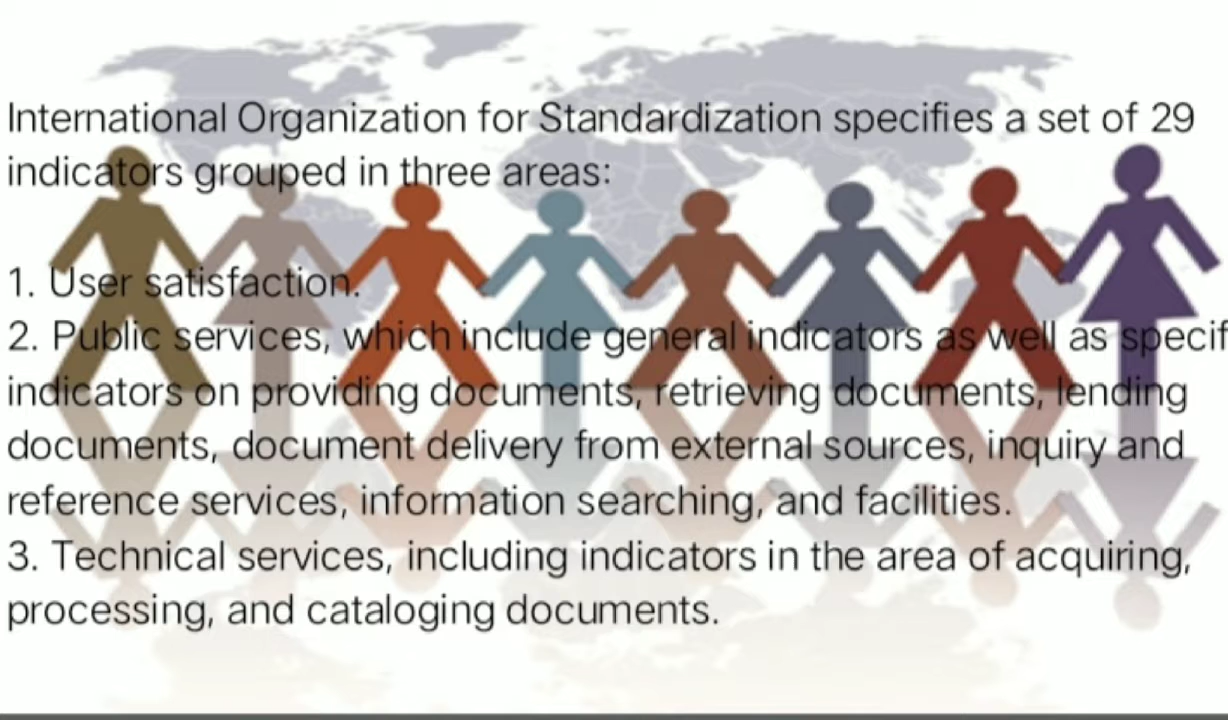 International Organization for Standardization specifies a set of 29
indicators grouped in three areas:
1. User satisfaction.
2. Public services, which include general indicators as well as specif
indicators on providing documents, retrieving documents, lending
documents, document delivery from external sources, inquiry and
reference services, information searching, and facilities.
3. Technical services, including indicators in the area of acquiring,
processing, and cataloging documents.